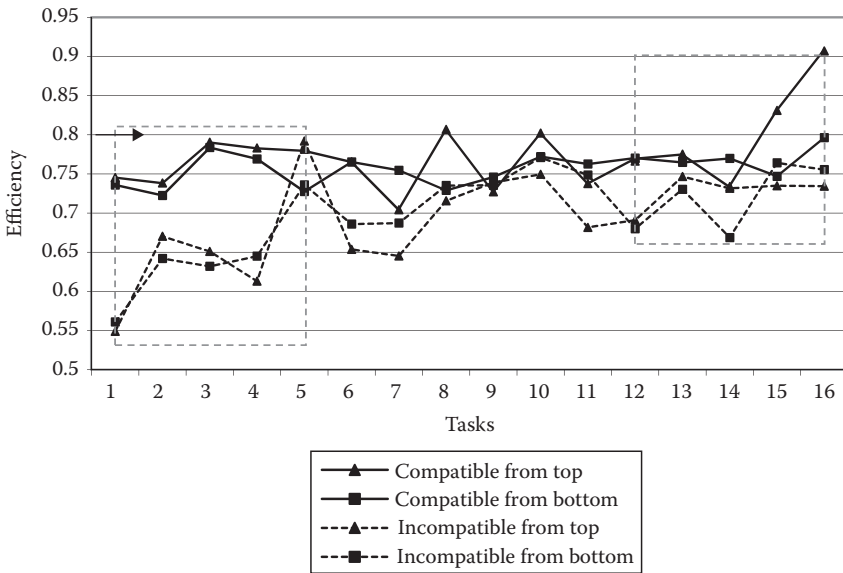 0.95
0.9
0.85
0.8
0.75
0.7
0.65
0.6
0.55
0.5
Efficiency
1 2 3 4 5 6 7 8 9 10 11 12 13 14 15 16
Tasks
Compatible from top
Compatible from bottom
Incompatible from top
Incompatible from bottom